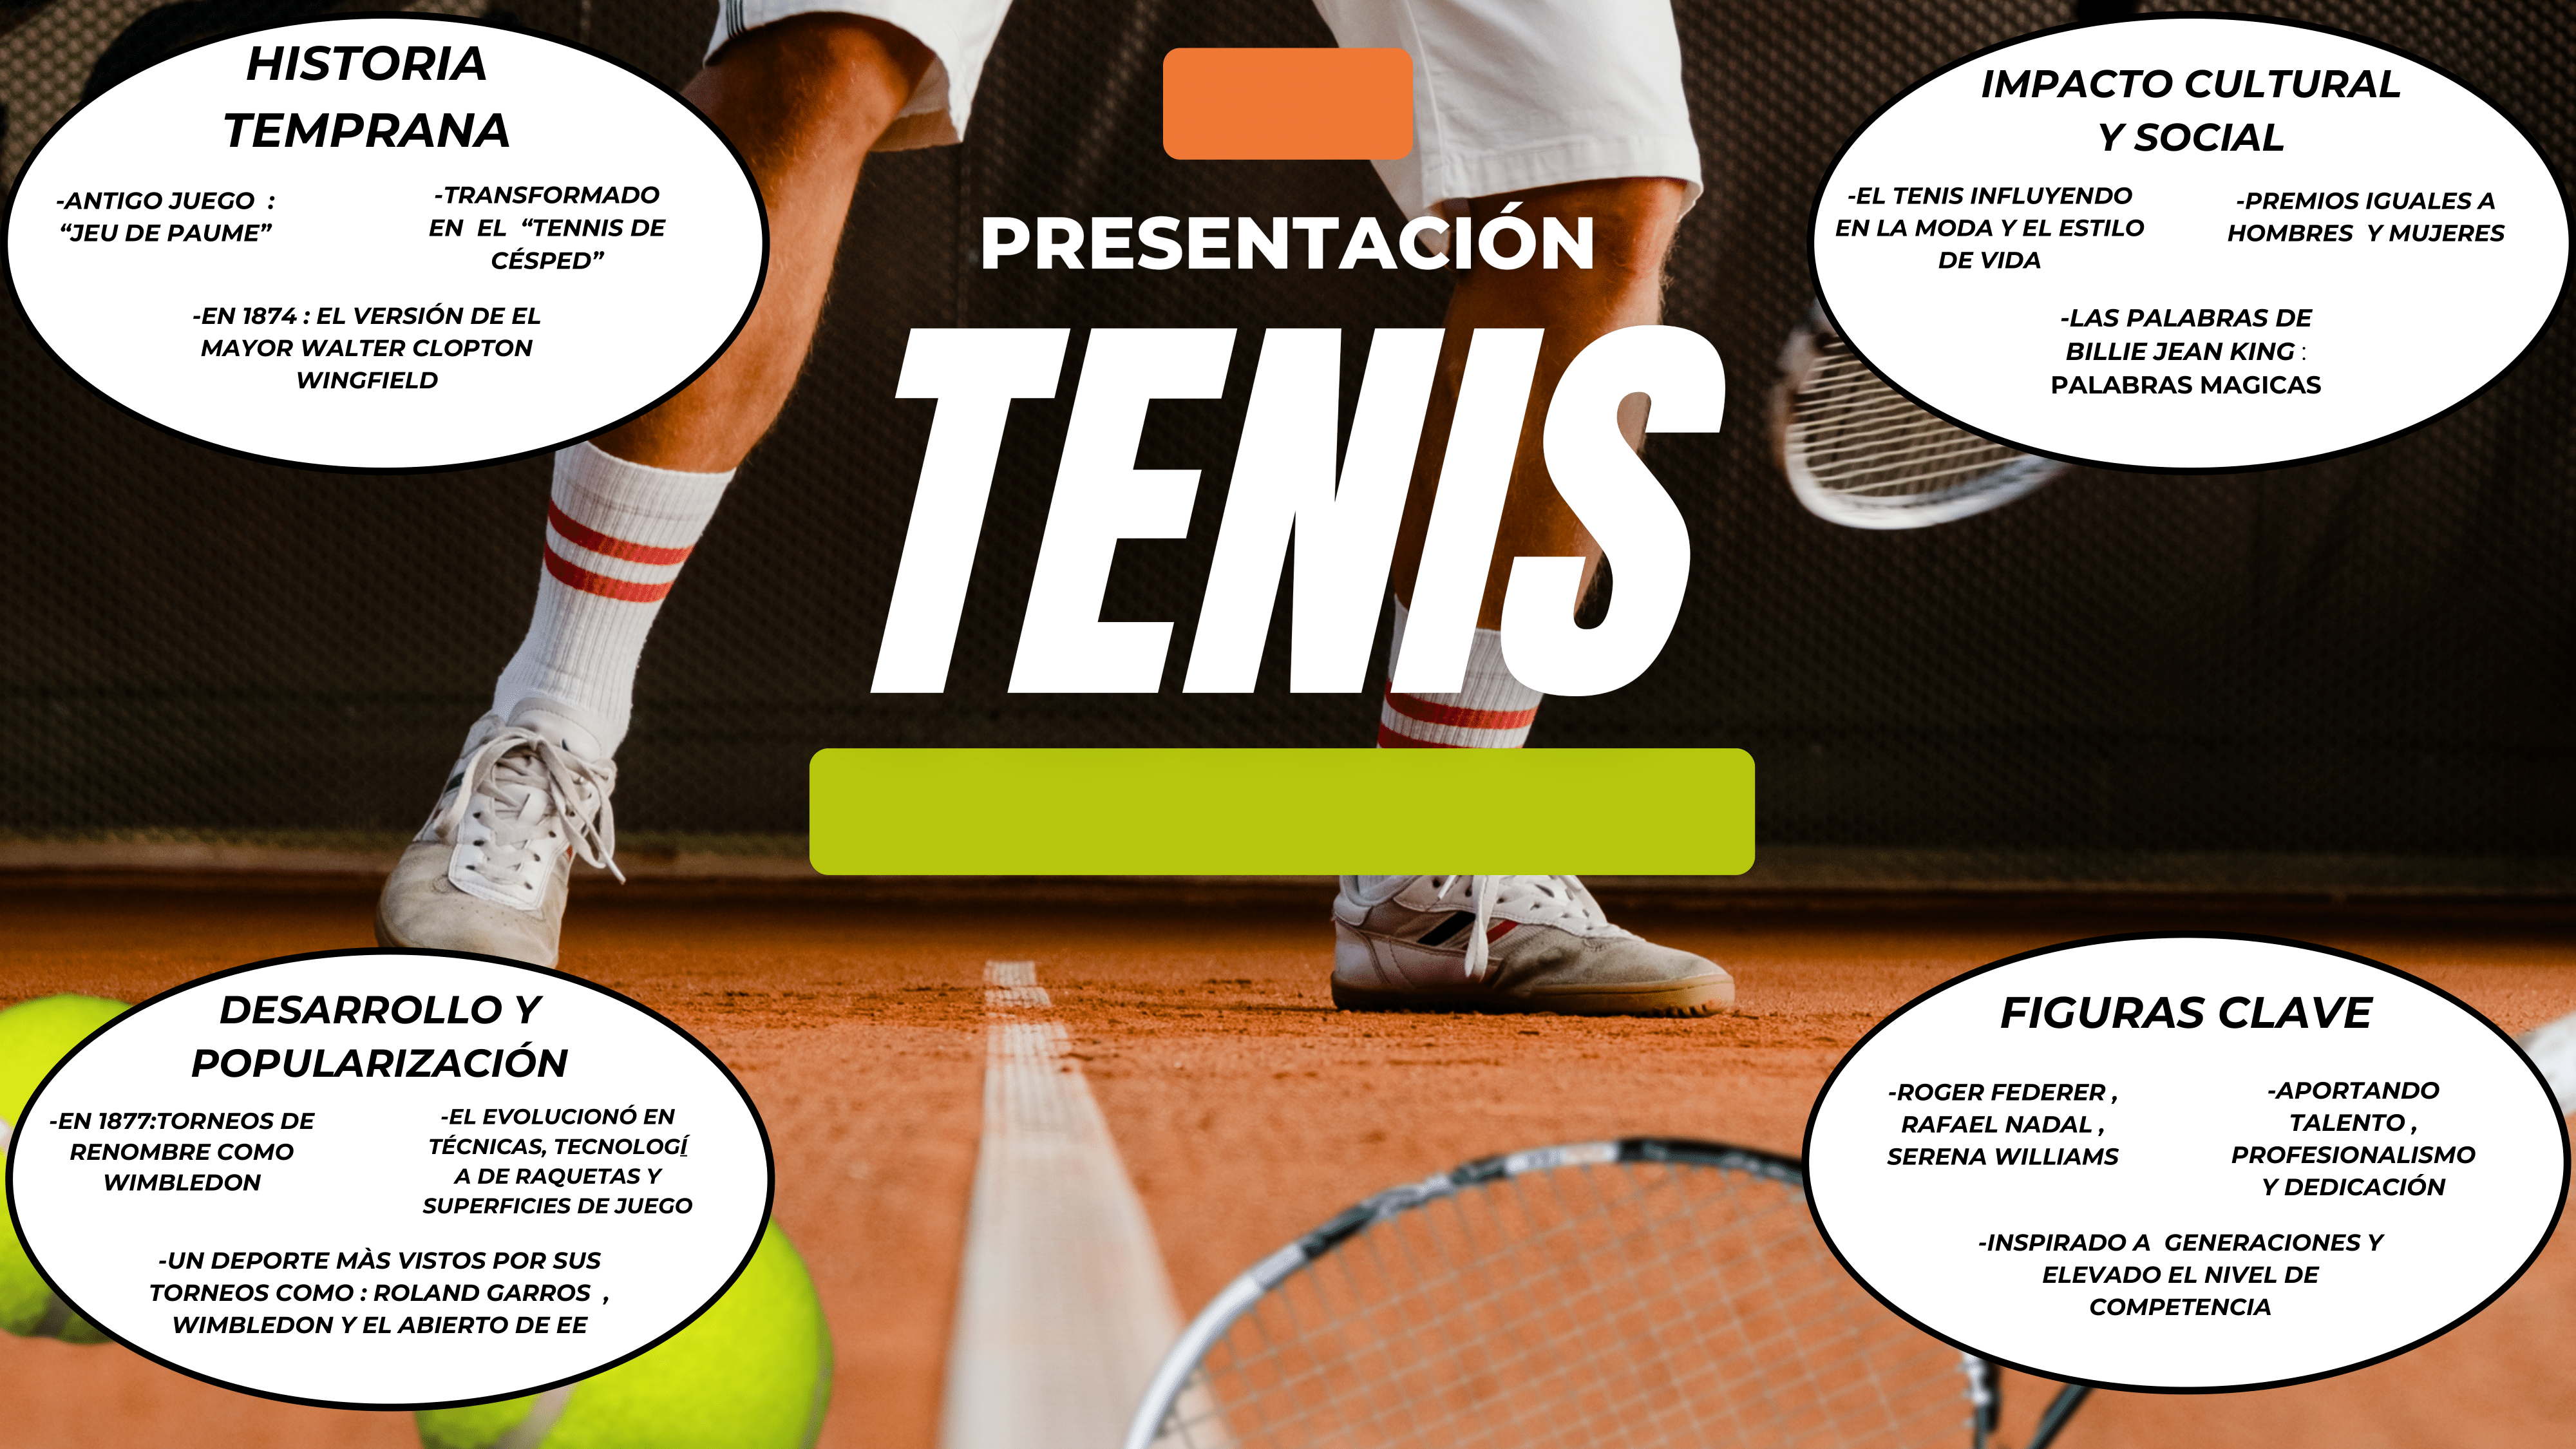 HISTORIA
TEMPRANA
-ANTIGO JUEGO :
“JEU DE PAUME”
-TRANSFORMADO
EN EL “TENNIS DE
CÉSPED”
-EN 1874 : EL VERSIÓN DE EL
MAYOR WALTER CLOPTON
WINGFIELD
PRESENTACIÓN
TENIS
IMPACTO CULTURAL
Y SOCIAL
-EL TENIS INFLUYENDO
EN LA MODA Y EL ESTILO
DE VIDA
-PREMIOS IGUALES A
HOMBRES Y MUJERES
-LAS PALABRAS DE
BILLIE JEAN KING :
PALABRAS MAGICAS
DESARROLLO Y
POPULARIZACIÓN
-EN 1877:TORNEOS DE
RENOMBRE COMO
WIMBLEDON
-EL EVOLUCIONÓ EN
TÉCNICAS, TECNOLOGÍ
A DE RAQUETAS Y
SUPERFICIES DE JUEGO
-UN DEPORTE MÀS VISTOS POR SUS
TORNEOS COMO : ROLAND GARROS ,
WIMBLEDON Y EL ABIERTO DE EE
FIGURAS CLAVE
-ROGER FEDERER ,
RAFAEL NADAL ,
SERENA WILLIAMS
-APORTANDO
TALENTO ,
PROFESIONALISMO
Y DEDICACIÓN
-INSPIRADO A GENERACIONES Y
ELEVADO EL NIVEL DE
COMPETENCIA